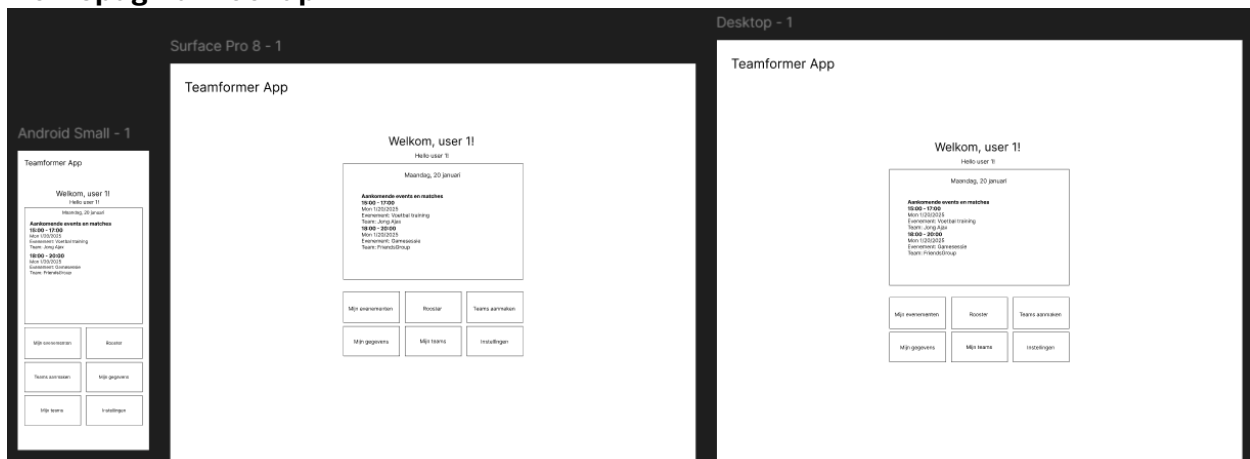 Desktop - 1
Surface Pro 8 - 1
Android Small - 1
Teamformer App
Welkom, user 1!
Hello user 1!
Maandag, 20 januari
Aankomende events en matches
15:00 - 17:00
Mon 1/20/2025
Evenement: Voetbal training
Team: Jong Ajax
18:00 - 20:00
Mon 1/20/2025
Evenement: Gamesessie
Team: FriendsGroup
Mijn evenementen
Rooster
Teams aanmaken
Mijn gegevens
Mijn teams
Instellingen
Teamformer App
Welkom, user 1!
Hello user 1!
Maandag, 20 januari
Aankomende events en matches
15:00 - 17:00
Mon 1/20/2025
Evenement: Voetbal training
Team: Jong Ajax
18:00 - 20:00
Mon 1/20/2025
Evenement: Gamesessie
Team: FriendsGroup
Mijn evenementen
Rooster
Teams aanmaken
Mijn gegevens
Mijn teams
Instellingen
Teamformer App
Welkom, user 1!
Hello user 1!
Maandag, 20 januari
Aankomende events en matches
15:00 - 17:00
Mon 1/20/2025
Evenement: Voetbal training
Team: Jong Ajax
18:00 - 20:00
Mon 1/20/2025
Evenement: Gamesessie
Team: FriendsGroup
Mijn evenementen
Rooster
Teams aanmaken
Mijn gegevens
Mijn teams
Instellingen